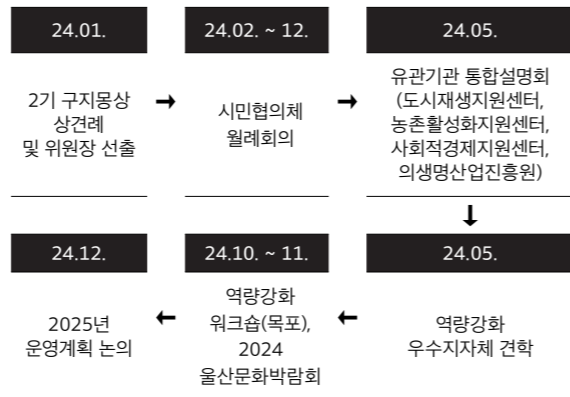 24.01.
2기 구지몽상
상견례
및 위원장 선출
24.02. ~ 12.
시민협의체
월례회의
24.05.
유관기관 통합설명회
(도시재생지원센터,
농촌활성화지원센터,
사회적경제지원센터,
의생명산업진흥원)
24.05.
역량강화
우수지자체 견학
24.10. ~ 11.
역량강화
워크숍(목포),
2024
울산문화박람회
24.12.
2025년
운영계획 논의